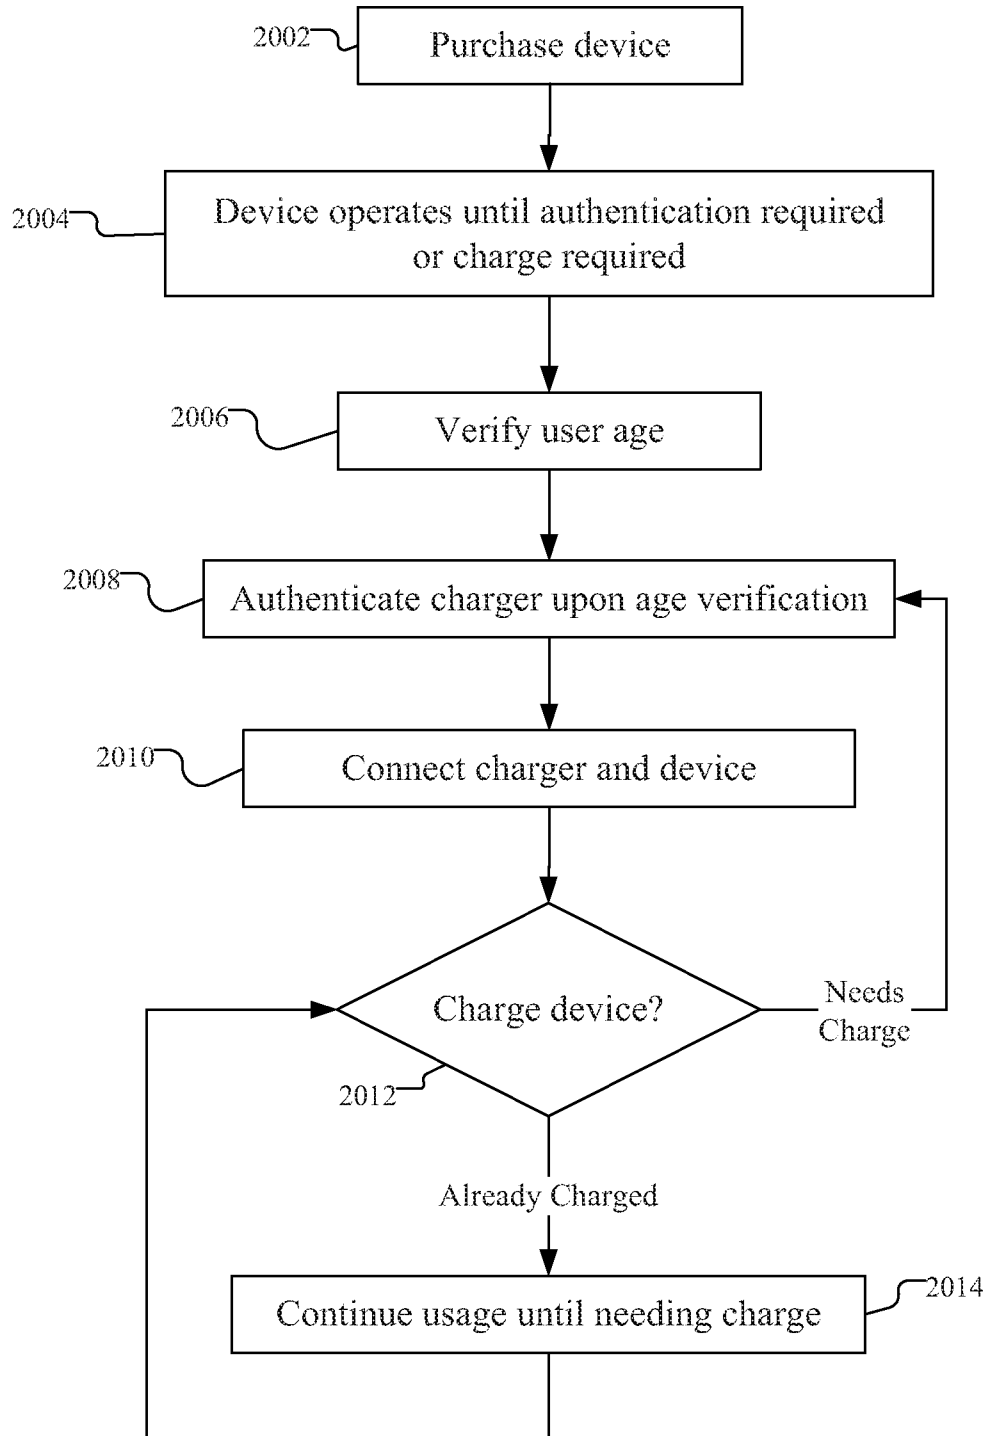 2002
Purchase device
2004
Device operates until authentication required
or charge required
2006
Verify user age
2008
Authenticate charger upon age verification
2010
Connect charger and device
Charge device?
Needs
Charge
2012
Already Charged
2014
Continue usage until needing charge